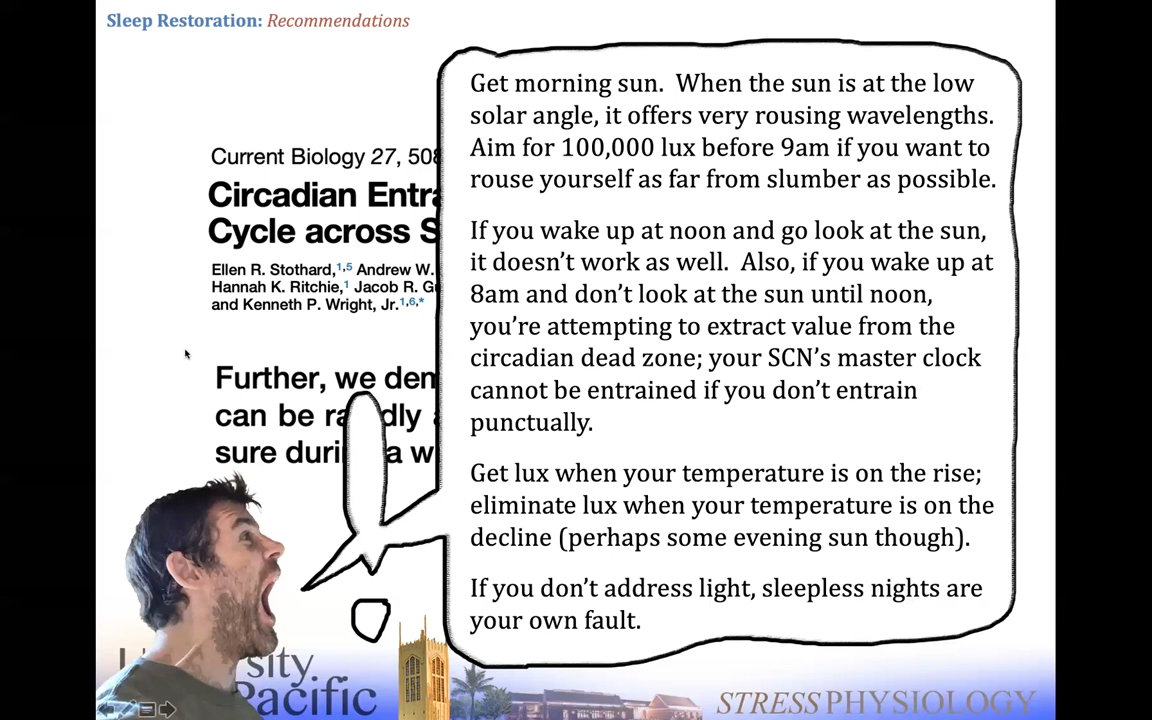 Sleep Restoration: Recommendations
Current Biology 27, 508
Circadian Entra
Cycle across S
Ellen R. Stothard,1,5 Andrew W.
Hannah K. Ritchie,1 Jacob R. G
and Kenneth P. Wright, Jr.1,6,*
Further, we dem
can be ra dly
sure duri a w
Get morning sun. When the sun is at the low
solar angle, it offers very rousing wavelengths.
Aim for 100,000 lux before 9am if you want to
rouse yourself as far from slumber as possible.
If you wake up at noon and go look at the sun,
it doesn't work as well. Also, if you wake up at
8am and don't look at the sun until noon,
you're attempting to extract value from the
circadian dead zone; your SCN's master clock
cannot be entrained if you don't entrain
punctually.
Get lux when your temperature is on the rise;
eliminate lux when your temperature is on the
decline (perhaps some evening sun though).
If you don't address light, sleepless nights are
your own fault.
!
sity
Pacific
STRESS PHYSIOLOGY